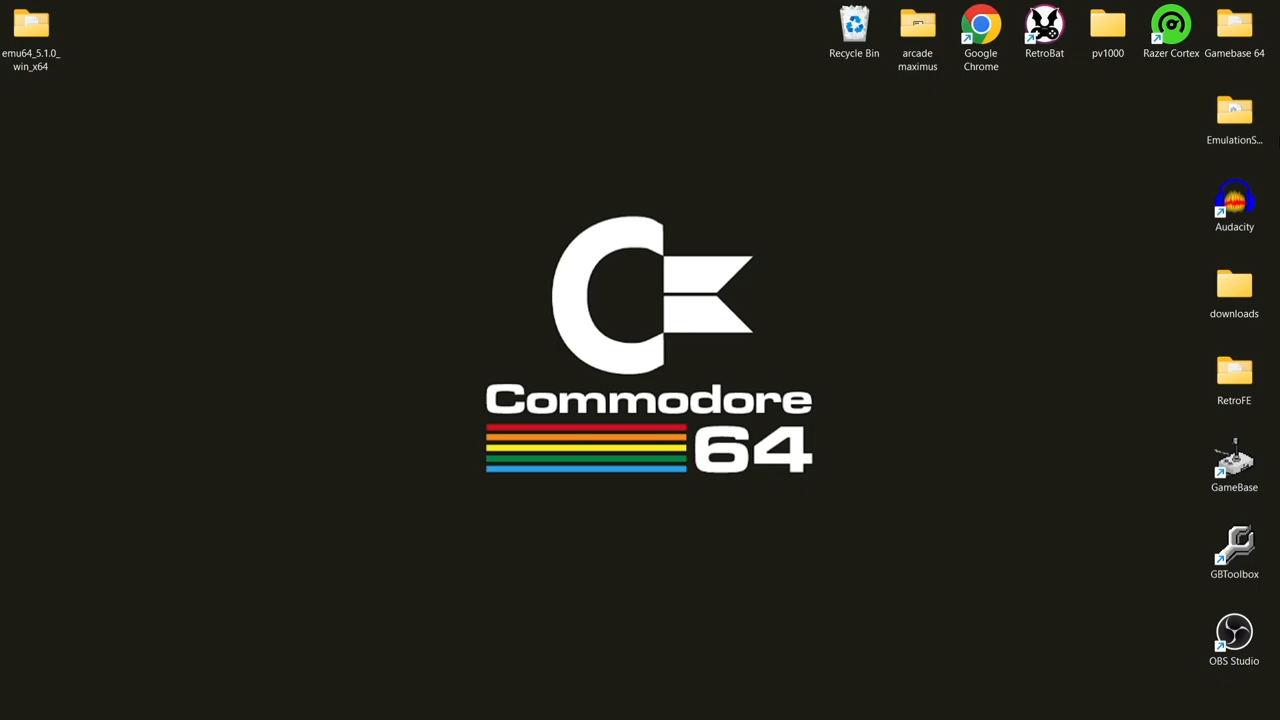 emu64_5.1.0_
win_x64
Recycle Bin
arcade
maximus
Google
Chrome
RetroBat
pv1000
Razer Cortex
Gamebase 64
EmulationS...
Audacity
downloads
RetroFE
GameBase
GBToolbox
OBS Studio
Commodore
64